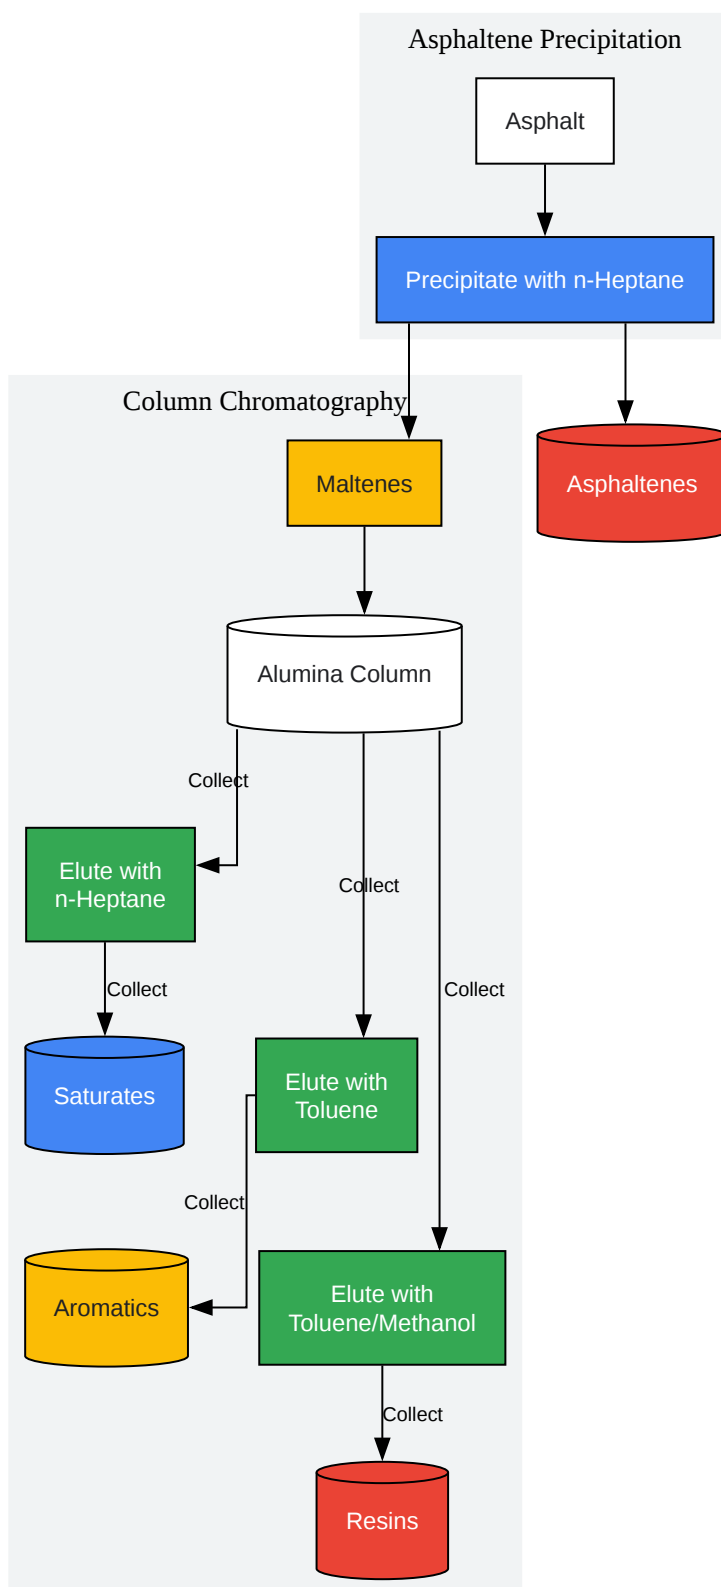 Asphaltene Precipitation
Asphalt
Precipitate with n-Heptane
Column Chromatography
Maltenes
Asphaltenes
Alumina Column
Collect
Elute with
n-Heptane
Collect
Collect
Collect
Saturates
Elute with
Toluene
Collect
Aromatics
Elute with
Toluene/Methanol
Collect
Resins